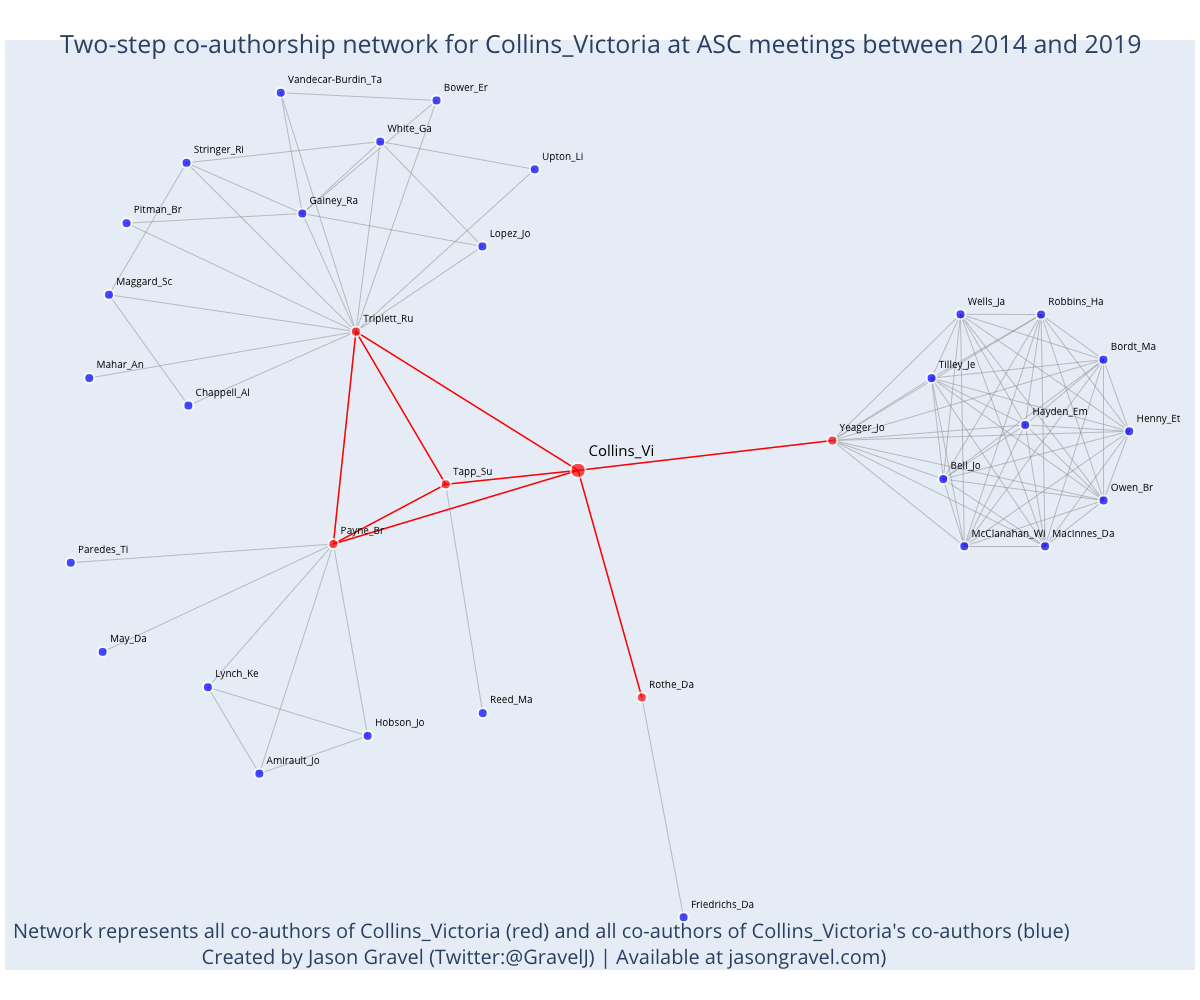 Two-step co-authorship network for Collins_Victoria at ASC meetings between 2014 and 2019
Vandecar-Burdin_Ta
Bower_Er
White_Ga
Stringer_Ri
Upton_Li
Gainey_Ra
Pitman_Br
Lopez_Jo
Maggard_Sc
Wells_Ja
Robbins_Ha
Triplett_Ru
Bordt_Ma
Mahar_An
Tilley_Je
Chappell_Al
Hayden_Em
Henny_Et
Yeager_Jo
Collins_Vi
Tapp_Su
Bell_Jo
Owen_Br
Payne_Br
McClanahan_Wi
MacInnes_Da
Paredes_Ti
May_Da
Lynch_Ke
Rothe_Da
Reed_Ma
Hobson_Jo
Amirault_Jo
Friedrichs_Da
Network represents all co-authors of Collins_Victoria (red) and all co-authors of Collins_Victoria's co-authors (blue)
Created by Jason Gravel (Twitter:@GravelJ) | Available at jasongravel.com)